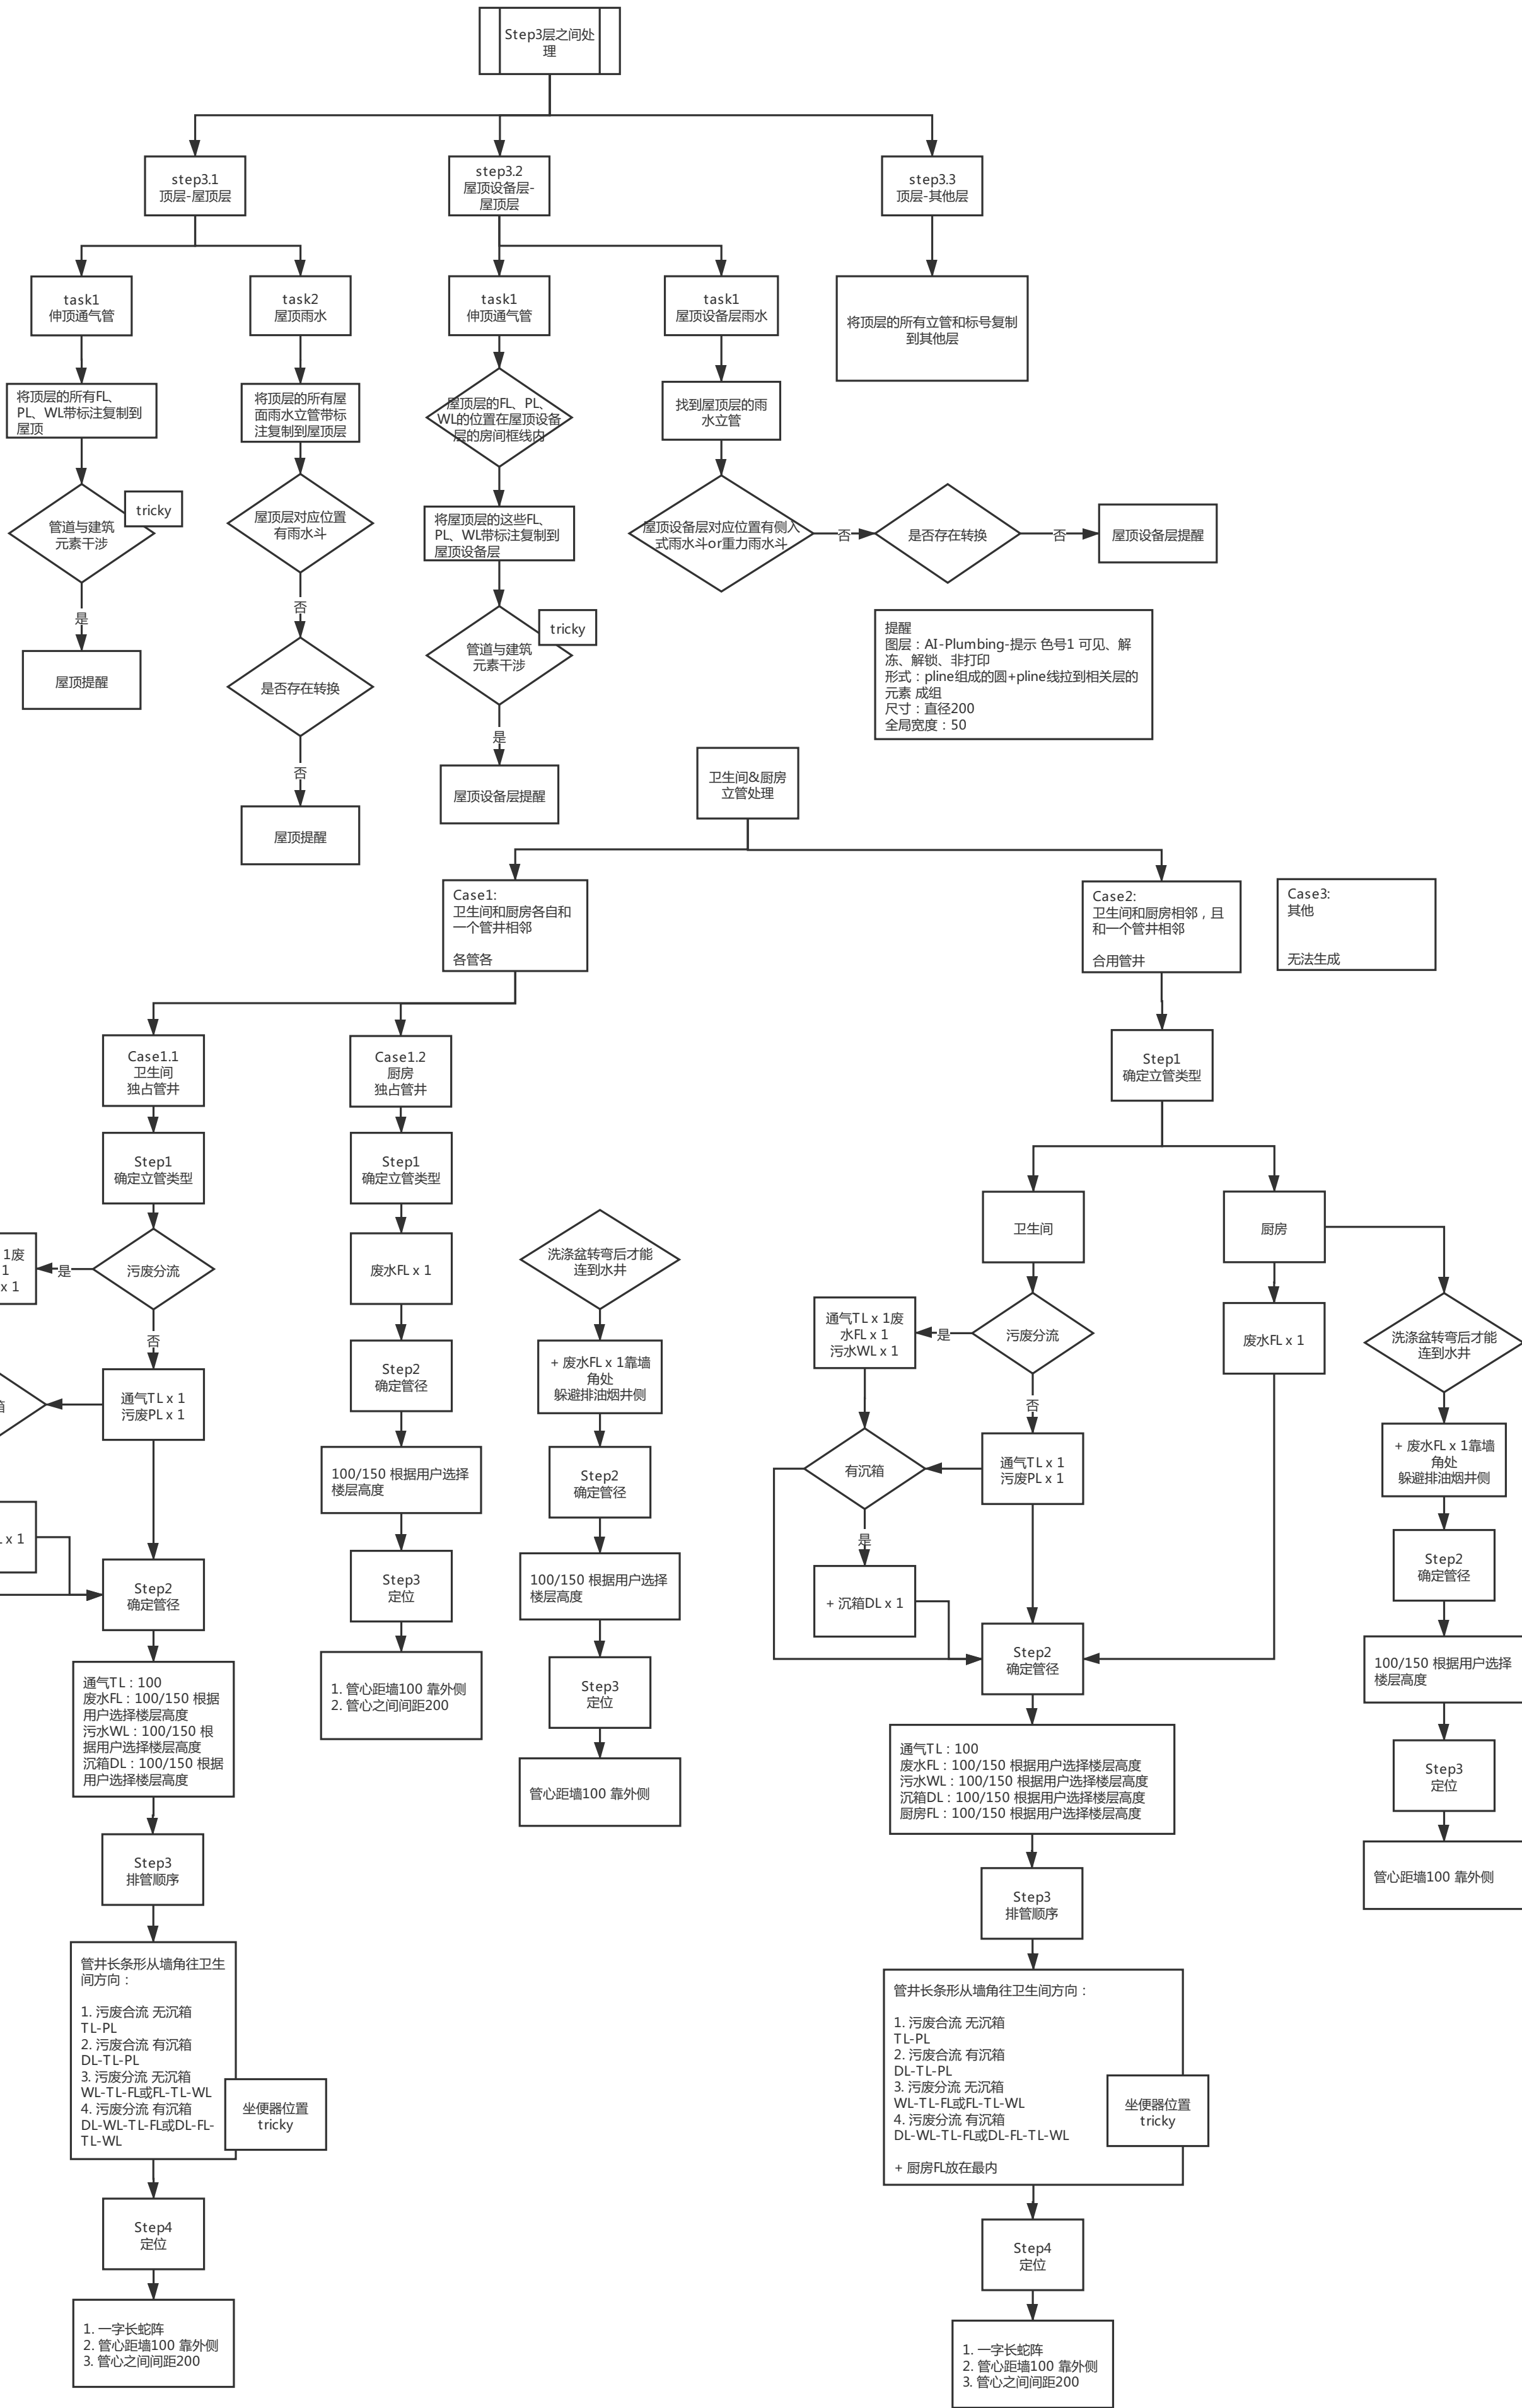 Step3层之间处
理
step3.1
顶层-屋顶层
step3.2
屋顶设备层-
屋顶层
step3.3
顶层-其他层
task1
伸顶通气管
task2
屋顶雨水
task1
伸顶通气管
task1
屋顶设备层雨水
将顶层的所有立管和标号复制
到其他层
将顶层的所有FL、
PL、WL带标注复制到
屋顶
将顶层的所有屋
面雨水立管带标
注复制到屋顶层
屋顶层的FL、PL、
WL的位置在屋顶设备
层的房间框线内
找到屋顶层的雨
水立管
管道与建筑
元素干涉
tricky
屋顶层对应位置
有雨水斗
将屋顶层的这些FL、
PL、WL带标注复制到
屋顶设备层
屋顶设备层对应位置有侧入
式雨水斗or重力雨水斗
否
是否存在转换
否
屋顶设备层提醒
是
屋顶提醒
否
是否存在转换
否
屋顶提醒
管道与建筑
元素干涉
tricky
是
屋顶设备层提醒
提醒
图层：AI-Plumbing-提示 色号1 可见、解
冻、解锁、非打印
形式：pline组成的圆+pline线拉到相关层的
元素 成组
尺寸：直径200
全局宽度：50
卫生间&厨房
立管处理
Case1:
卫生间和厨房各自和
一个管井相邻
各管各
Case2:
卫生间和厨房相邻，且
和一个管井相邻
合用管井
Case3:
其他
无法生成
Case1.1
卫生间
独占管井
Case1.2
厨房
独占管井
Step1
确定立管类型
Step1
确定立管类型
Step1
确定立管类型
1废
1
x 1
是
污废分流
否
箱
通气TL x 1
污废PL x 1
L x 1
Step2
确定管径
通气TL：100
废水FL：100/150 根据
用户选择楼层高度
污水WL：100/150 根
据用户选择楼层高度
沉箱DL：100/150 根据
用户选择楼层高度
Step3
排管顺序
管井长条形从墙角往卫生
间方向：
1. 污废合流 无沉箱
TL-PL
2. 污废合流 有沉箱
DL-TL-PL
3. 污废分流 无沉箱
WL-TL-FL或FL-TL-WL
4. 污废分流 有沉箱
DL-WL-TL-FL或DL-FL-
TL-WL
坐便器位置
tricky
Step4
定位
1. 一字长蛇阵
2. 管心距墙100 靠外侧
3. 管心之间间距200
废水FL x 1
Step2
确定管径
100/150 根据用户选择
楼层高度
Step3
定位
1. 管心距墙100 靠外侧
2. 管心之间间距200
洗涤盆转弯后才能
连到水井
+ 废水FL x 1靠墙
角处
躲避排油烟井侧
Step2
确定管径
100/150 根据用户选择
楼层高度
Step3
定位
管心距墙100 靠外侧
卫生间
厨房
通气TL x 1废
水FL x 1
污水WL x 1
是
污废分流
否
有沉箱
通气TL x 1
污废PL x 1
是
+ 沉箱DL x 1
废水FL x 1
Step2
确定管径
通气TL：100
废水FL：100/150 根据用户选择楼层高度
污水WL：100/150 根据用户选择楼层高度
沉箱DL：100/150 根据用户选择楼层高度
厨房FL：100/150 根据用户选择楼层高度
Step3
排管顺序
管井长条形从墙角往卫生间方向：
1. 污废合流 无沉箱
TL-PL
2. 污废合流 有沉箱
DL-TL-PL
3. 污废分流 无沉箱
WL-TL-FL或FL-TL-WL
4. 污废分流 有沉箱
DL-WL-TL-FL或DL-FL-TL-WL
+ 厨房FL放在最内
坐便器位置
tricky
Step4
定位
1. 一字长蛇阵
2. 管心距墙100 靠外侧
3. 管心之间间距200
洗涤盆转弯后才能
连到水井
+ 废水FL x 1靠墙
角处
躲避排油烟井侧
Step2
确定管径
100/150 根据用户选择
楼层高度
Step3
定位
管心距墙100 靠外侧